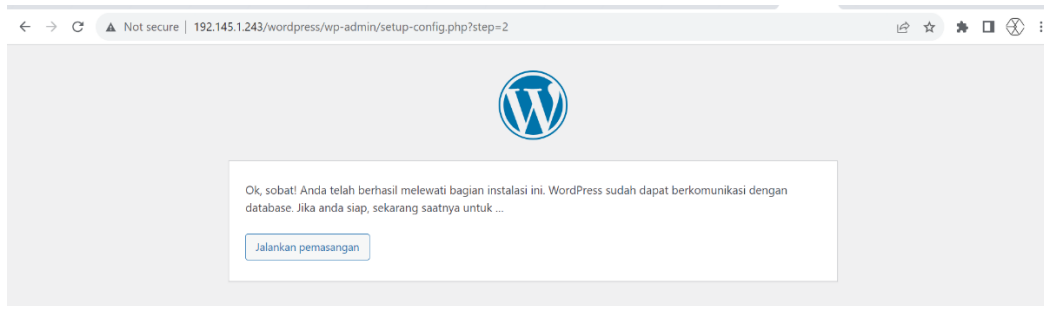 Not secure | 192.145.1.243/wordpress/wp-admin/setup-config.php?step=2
W
Ok, sobat! Anda telah berhasil melewati bagian instalasi ini. WordPress sudah dapat berkomunikasi dengan
database. Jika anda siap, sekarang saatnya untuk ...
Jalankan pemasangan